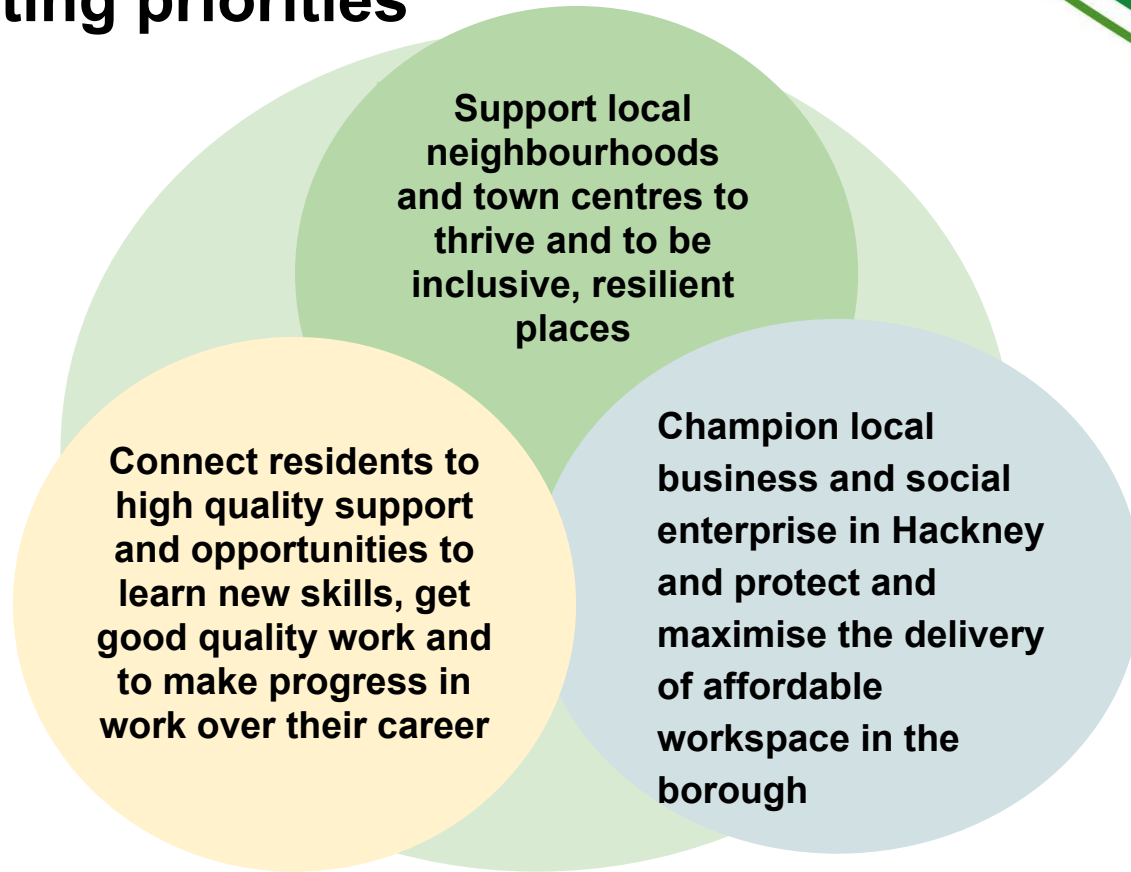 priorities
Support local
neighbourhoods
and town centres to
thrive and to be
inclusive, resilient
places
Connect residents to
high quality support
and opportunities to
learn new skills, get
good quality work and
to make progress in
work over their career
Champion local
business and social
enterprise in Hackney
and protect and
maximise the delivery
of affordable
workspace in the
borough